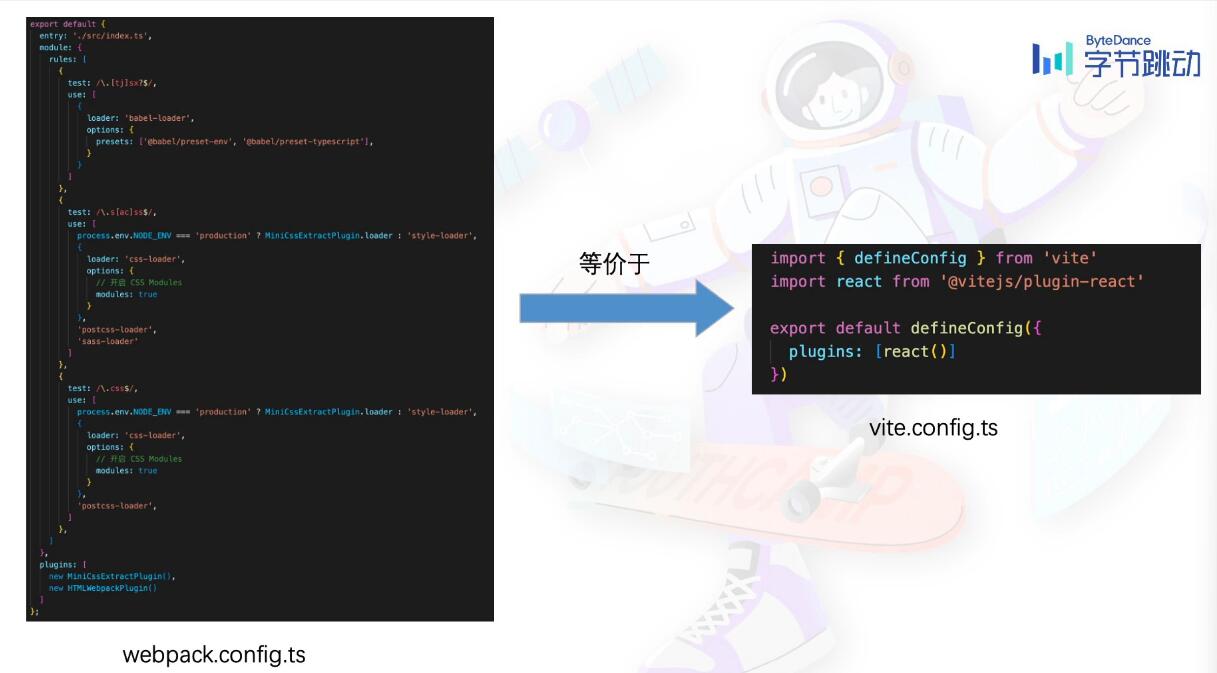 export default {
entry: './src/index.ts',
module: {
rules: [
{
test: /\.[tj]sx?$/,
use: [
{
loader: 'babel-loader',
options: {
presets: ['@babel/preset-env', '@babel/preset-typescript'],
}
}
]
},
{
test: /\.s[ac]ss$/,
use: [
process.env.NODE_ENV === 'production' ? MiniCssExtractPlugin.loader : 'style-loader',
{
loader: 'css-loader',
options: {
// 开启 CSS Modules
modules: true
}
},
'postcss-loader',
'sass-loader'
]
},
{
test: /\.css$/,
use: [
process.env.NODE_ENV === 'production' ? MiniCssExtractPlugin.loader : 'style-loader',
{
loader: 'css-loader',
options: {
// 开启 CSS Modules
modules: true
}
},
'postcss-loader',
]
},
]
},
plugins: [
new MiniCssExtractPlugin(),
new HTMLWebpackPlugin()
]
};
webpack.config.ts
等价于
ByteDance
字节跳动
import { defineConfig } from 'vite'
import react from '@vitejs/plugin-react'
export default defineConfig({
plugins: [react()]
})
vite.config.ts
YOUTHCAMP